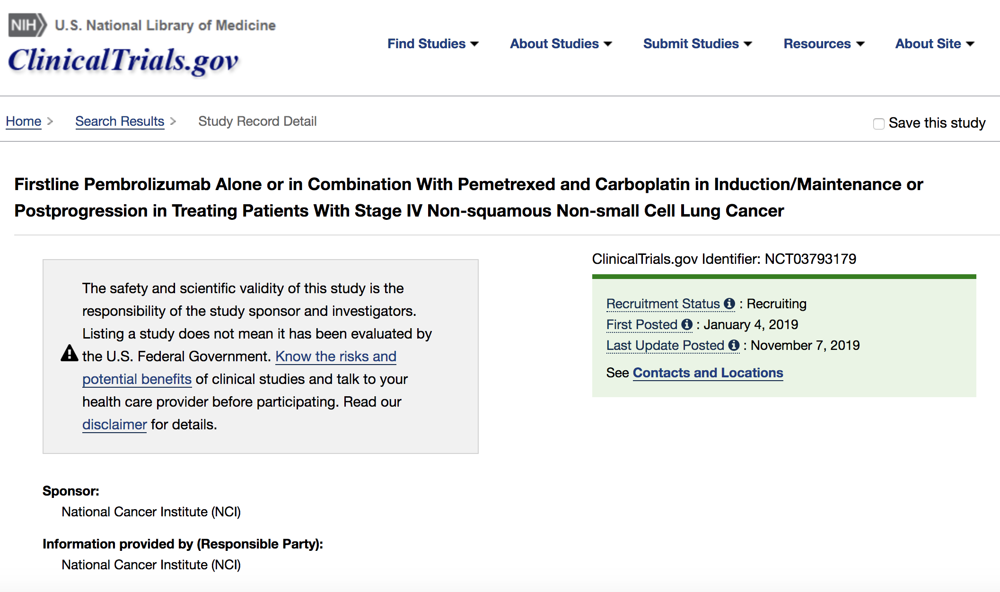 NIH U.S. National Library of Medicine
ClinicalTrials.gov
Find Studies About Studies Submit Studies Resources About Site
Home Search Results Study Record Detail
Save this study
Firstline Pembrolizumab Alone or in Combination With Pemetrexed and Carboplatin in Induction/Maintenance or
Postprogression in Treating Patients With Stage IV Non-squamous Non-small Cell Lung Cancer
The safety and scientific validity of this study is the
responsibility of the study sponsor and investigators.
Listing a study does not mean it has been evaluated by
the U.S. Federal Government. Know the risks and
potential benefits of clinical studies and talk to your
health care provider before participating. Read our
disclaimer for details.
ClinicalTrials.gov Identifier: NCT03793179
Recruitment Status : Recruiting
First Posted : January 4, 2019
Last Update Posted : November 7, 2019
See Contacts and Locations
Sponsor:
National Cancer Institute (NCI)
Information provided by (Responsible Party):
National Cancer Institute (NCI)